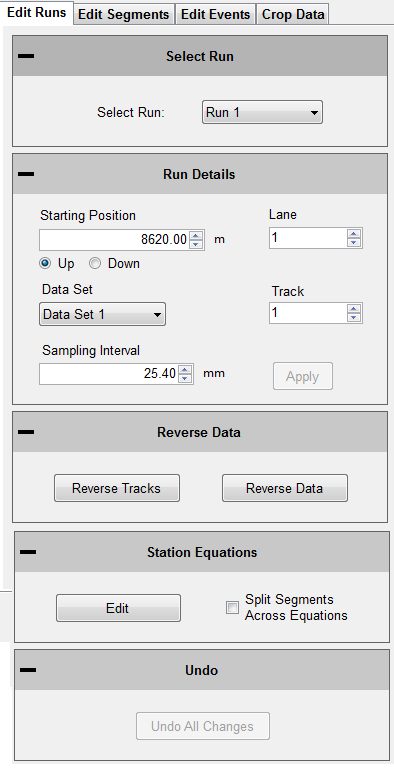 Edit Runs Edit Segments Edit Events Crop Data
Select Run
Select Run: Run 1
Run Details
Starting Position Lane
8620.00 m 1
Up Down
Data Set Track
Data Set 1 1
Sampling Interval
25.40 mm Apply
Reverse Data
Reverse Tracks Reverse Data
Station Equations
Edit Split Segments
Across Equations
Undo
Undo All Changes